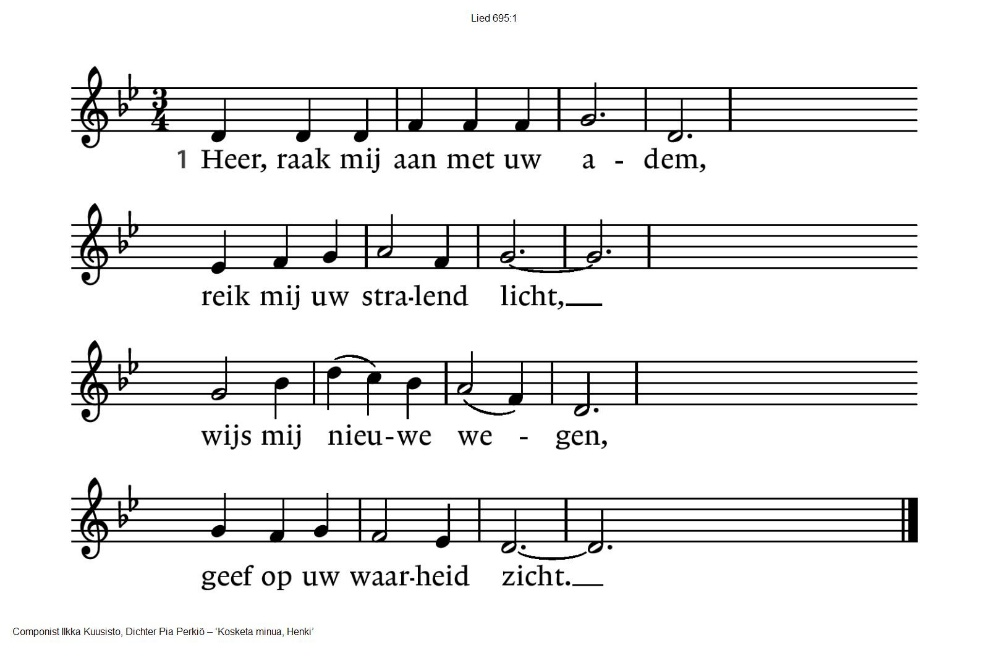 Lied 695:1
3
4
1 Heer, raak mij aan met uw a - dem,
reik mij uw stra-lend licht,
wijs mij nieu-we we - gen,
geef op uw waar-heid zicht.
Componist Ilkka Kuusisto, Dichter Pia Perkiö – 'Kosketa minua, Henki'